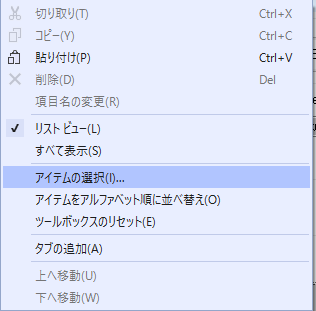 切り取り(T) Ctrl+X
コピー(Y) Ctrl+C
貼り付け(P) Ctrl+V
削除(D) Del
項目名の変更(R)
リスト ビュー(L)
すべて表示(S)
アイテムの選択(I)...
アイテムをアルファベット順に並べ替え(O)
ツールボックスのリセット(E)
タブの追加(A)
上へ移動(U)
下へ移動(W)